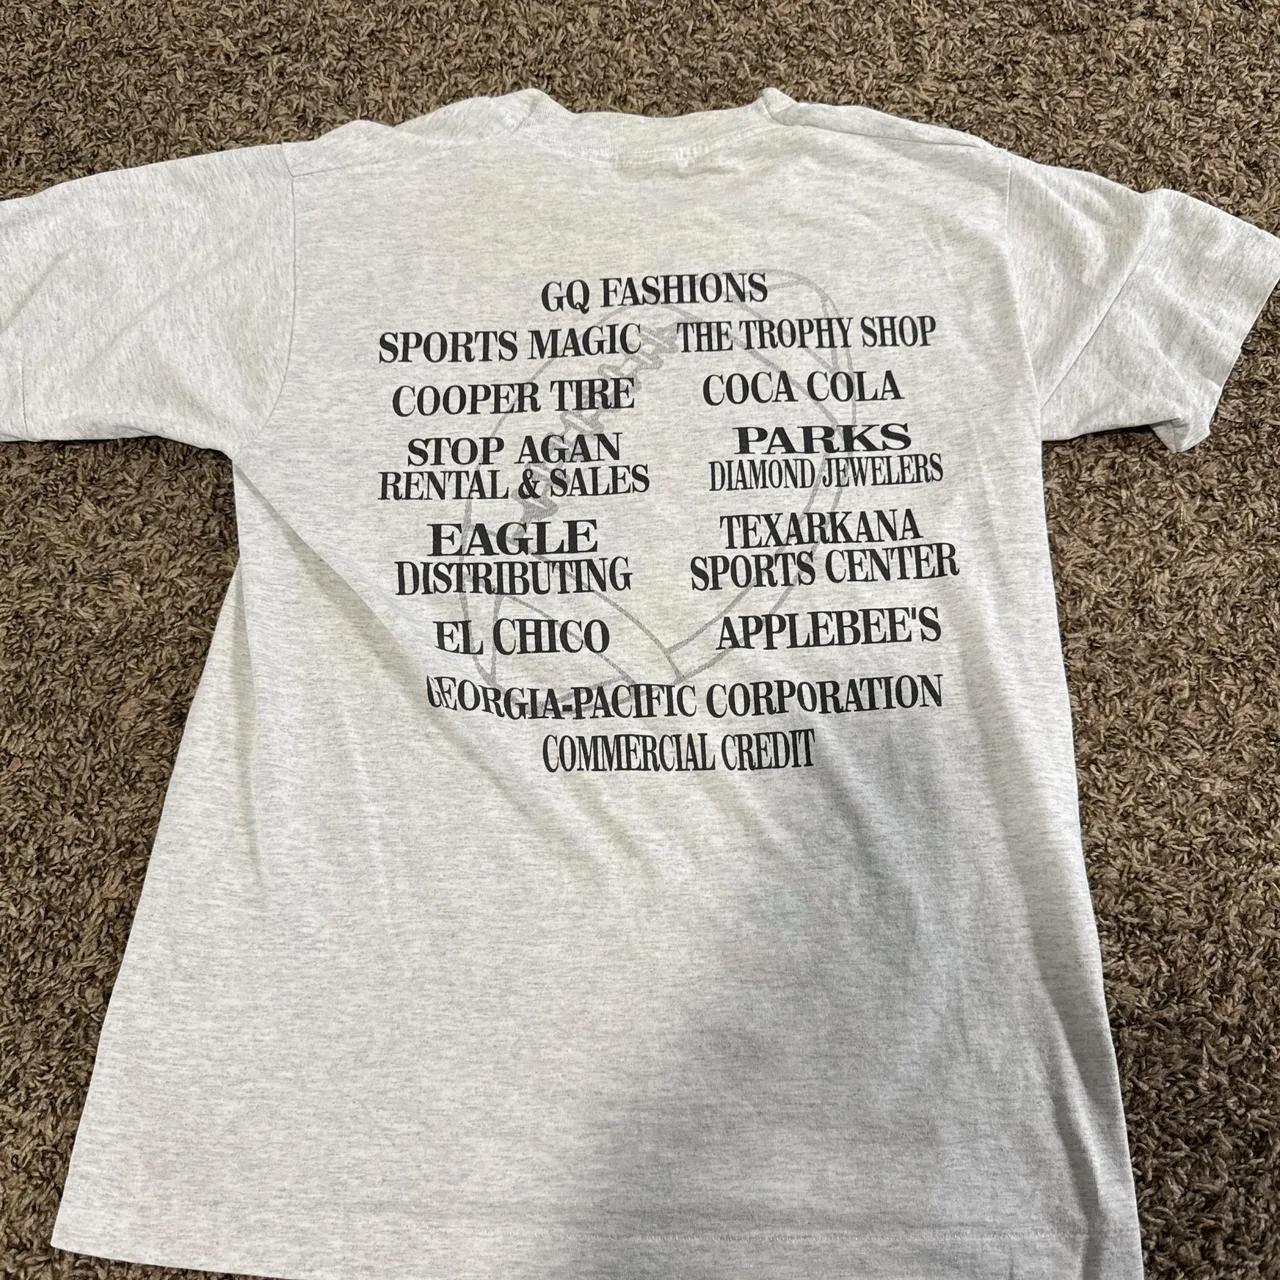 GQ FASHIONS
SPORTS MAGIC THE TROPHY SHOP
COOPER TIRE COCA COLA
STOP AGAN
RENTAL & SALES
PARKS
DIAMOND JEWELERS
EAGLE
DISTRIBUTING
TEXARKANA
SPORTS CENTER
EL CHICO APPLEBEE'S
GEORGIA-PACIFIC CORPORATION
COMMERCIAL CREDIT